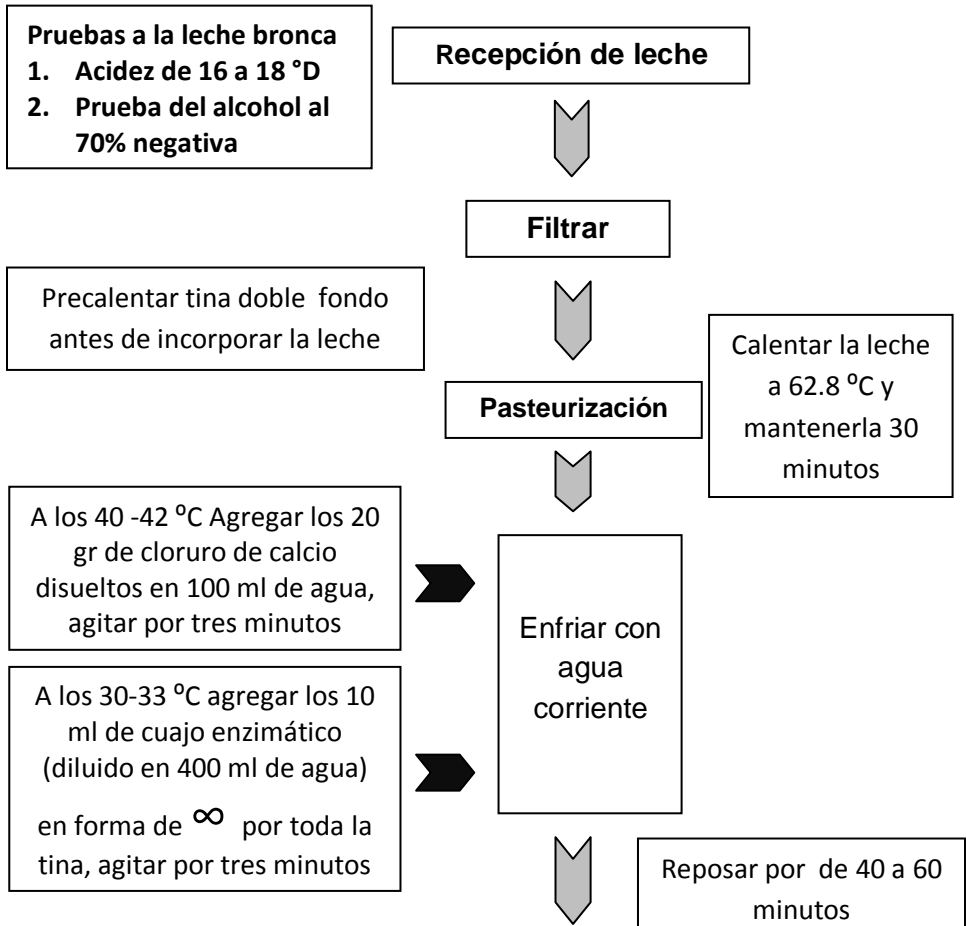 Pruebas a la leche bronca
1. Acidez de 16 a 18 °D
2. Prueba del alcohol al
70% negativa
Recepción de leche
Filtrar
Precalentar tina doble fondo
antes de incorporar la leche
Pasteurización
Calentar la leche
a 62.8 ⁰C y
mantenerla 30
minutos
A los 40 -42 ⁰C Agregar los 20
gr de cloruro de calcio
disueltos en 100 ml de agua,
agitar por tres minutos
Enfriar con
agua
corriente
A los 30-33 ⁰C agregar los 10
ml de cuajo enzimático
(diluido en 400 ml de agua)
en forma de ∞ por toda la
tina, agitar por tres minutos
Reposar por de 40 a 60
minutos